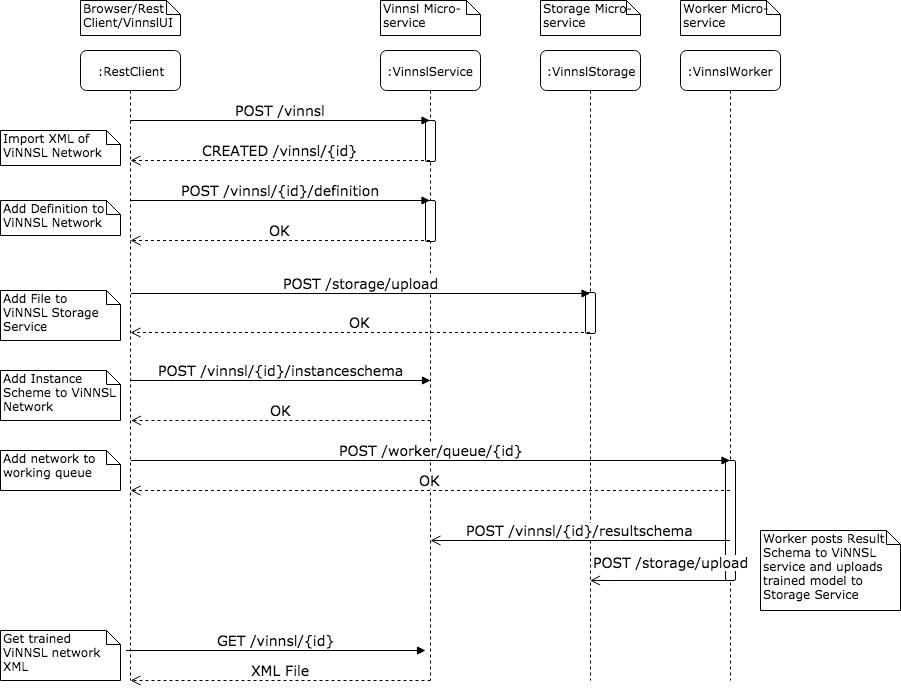 Browser/Rest
Client/VinnslUI
Vinnsl Micro-
service
Storage Micro-
service
Worker Micro-
service
:RestClient
:VinnslService
:VinnslStorage
:VinnslWorker
POST /vinnsl
Import XML of
ViNNSL Network
CREATED /vinnsl/{id}
POST /vinnsl/{id}/definition
Add Definition to
ViNNSL Network
OK
POST /storage/upload
Add File to
ViNNSL Storage
Service
OK
POST /vinnsl/{id}/instanceschema
Add Instance
Scheme to ViNNSL
Network
OK
POST /worker/queue/{id}
Add network to
working queue
OK
POST /vinnsl/{id}/resultschema
Worker posts Result
Schema to ViNNSL
service and uploads
trained model to
Storage Service
POST /storage/upload
Get trained
ViNNSL network
XML
GET /vinnsl/{id}
XML File